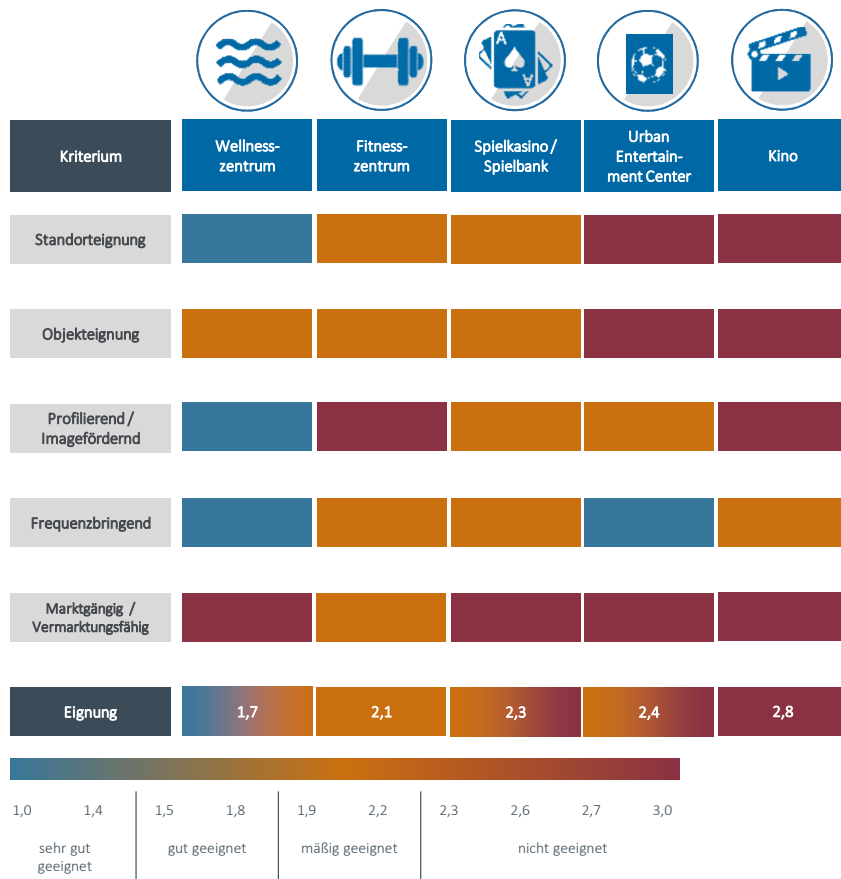 A
A
Kriterium
Wellness-
zentrum
Fitness-
zentrum
Spielkasino /
Spielbank
Urban
Entertain-
ment Center
Kino
Standorteignung
Objekteignung
Profilierend /
Imagefördernd
Frequenzbringend
Marktgängig /
Vermarktungsfähig
Eignung
1,7
2,1
2,3
2,4
2,8
1,0 1,4 1,5 1,8 1,9 2,2 2,3 2,6 2,7 3,0
sehr gut
geeignet
gut geeignet
mäßig geeignet
nicht geeignet